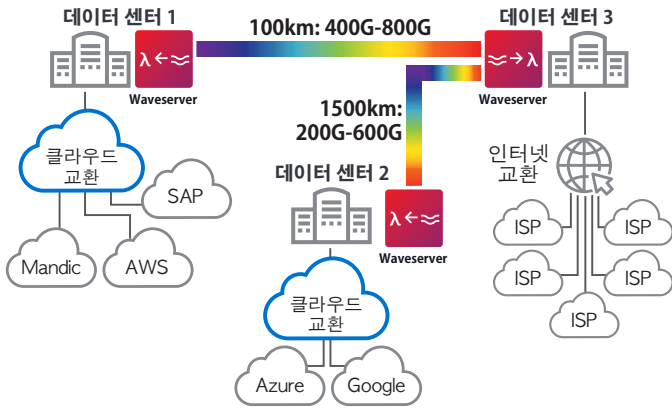 데이터 센터 1
100km: 400G-800G
데이터 센터 3
λ←≈
≈→λ
Waveserver
Waveserver
1500km:
200G-600G
클라우드
교환
인터넷
교환
데이터 센터 2
SAP
λ←≈
Mandic
AWS
Waveserver
ISP
ISP
ISP
ISP
ISP
클라우드
교환
Azure
Google